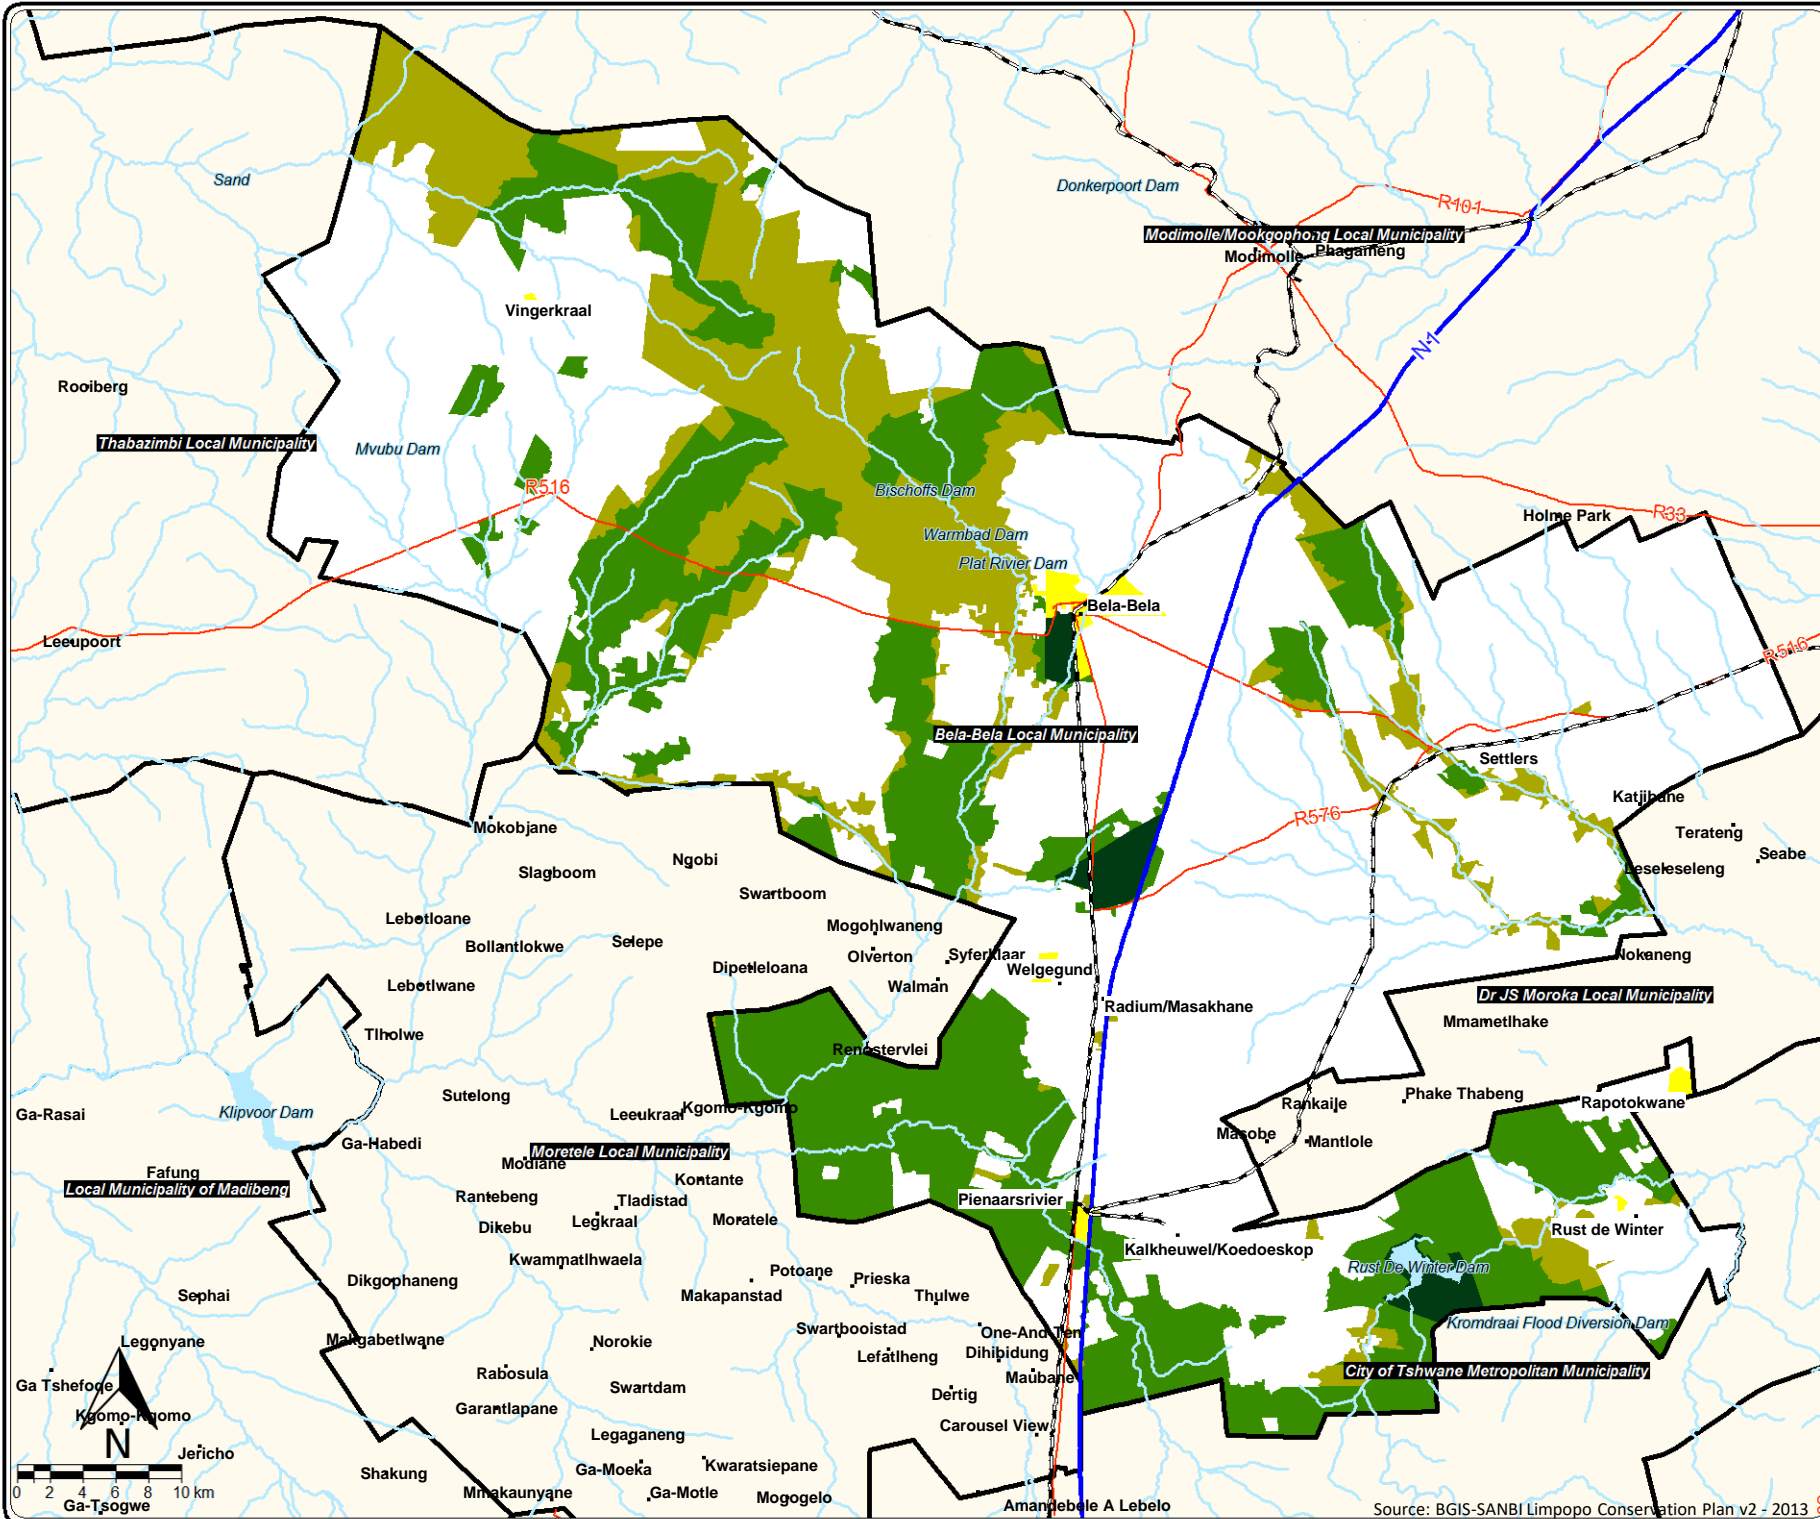 Sand
Donkerpoort Dam
R101
Modimolle/Mookgophong Local Municipality
Modimolle
Phagameng
Vingerkraal
N-1
Rooiberg
Thabazimbi Local Municipality
Mvubu Dam
R516
Bischoffs Dam
Holme Park
R33
Warmbad Dam
Plat Rivier Dam
Bela-Bela
Leeupoort
R516
Bela-Bela Local Municipality
Settlers
Katjibane
R576
Mokobjane
Terateng
Seabe
Ngobi
Slagboom
Leseleseleng
Swartboom
Lebotloane
Mogohlwaneng
Bollantlokwe
Selepe
Olverton
Syferklaar
Nokaneng
Dipetleloana
Welgegund
Lebotlwane
Walman
Dr JS Moroka Local Municipality
Radium/Masakhane
Mmametlhake
Tlholwe
Renostervlei
Sutelong
Phake Thabeng
Rankaile
Rapotokwane
Ga-Rasai
Klipvoor Dam
Leeukraal
Kgomo-Kgomo
Ga-Habedi
Masobe
Mantlole
Moretele Local Municipality
Modiane
Fafung
Local Municipality of Madibeng
Kontante
Rantebeng
Tladistad
Pienaarsrivier
Legkraal
Moratele
Dikebu
Rust de Winter
Kalkheuwel/Koedoeskop
Kwammatlhwaela
Rust De Winter Dam
Potoane
Prieska
Dikgophaneng
Sephai
Makapanstad
Thulwe
Kromdraai Flood Diversion Dam
Swartbooistad
One-And-Ten
Legonyane
Makgabetlwane
Norokie
Lefatlheng
Dihibidung
Rabosula
Maubane
City of Tshwane Metropolitan Municipality
Ga Tshefoqe
Swartdam
Dertig
Kgomo-Kgomo
Garantlapane
Carousel View
N
Legaganeng
Jericho
Shakung
Ga-Moeka
Kwaratsiepane
0 2 4 6 8 10 km
Mmakaunyane
Ga-Motle
Mogogelo
Ga-Tsogwe
Amandebele A Lebelo
Source: BGIS-SANBI Limpopo Conservation Plan v2 - 2013